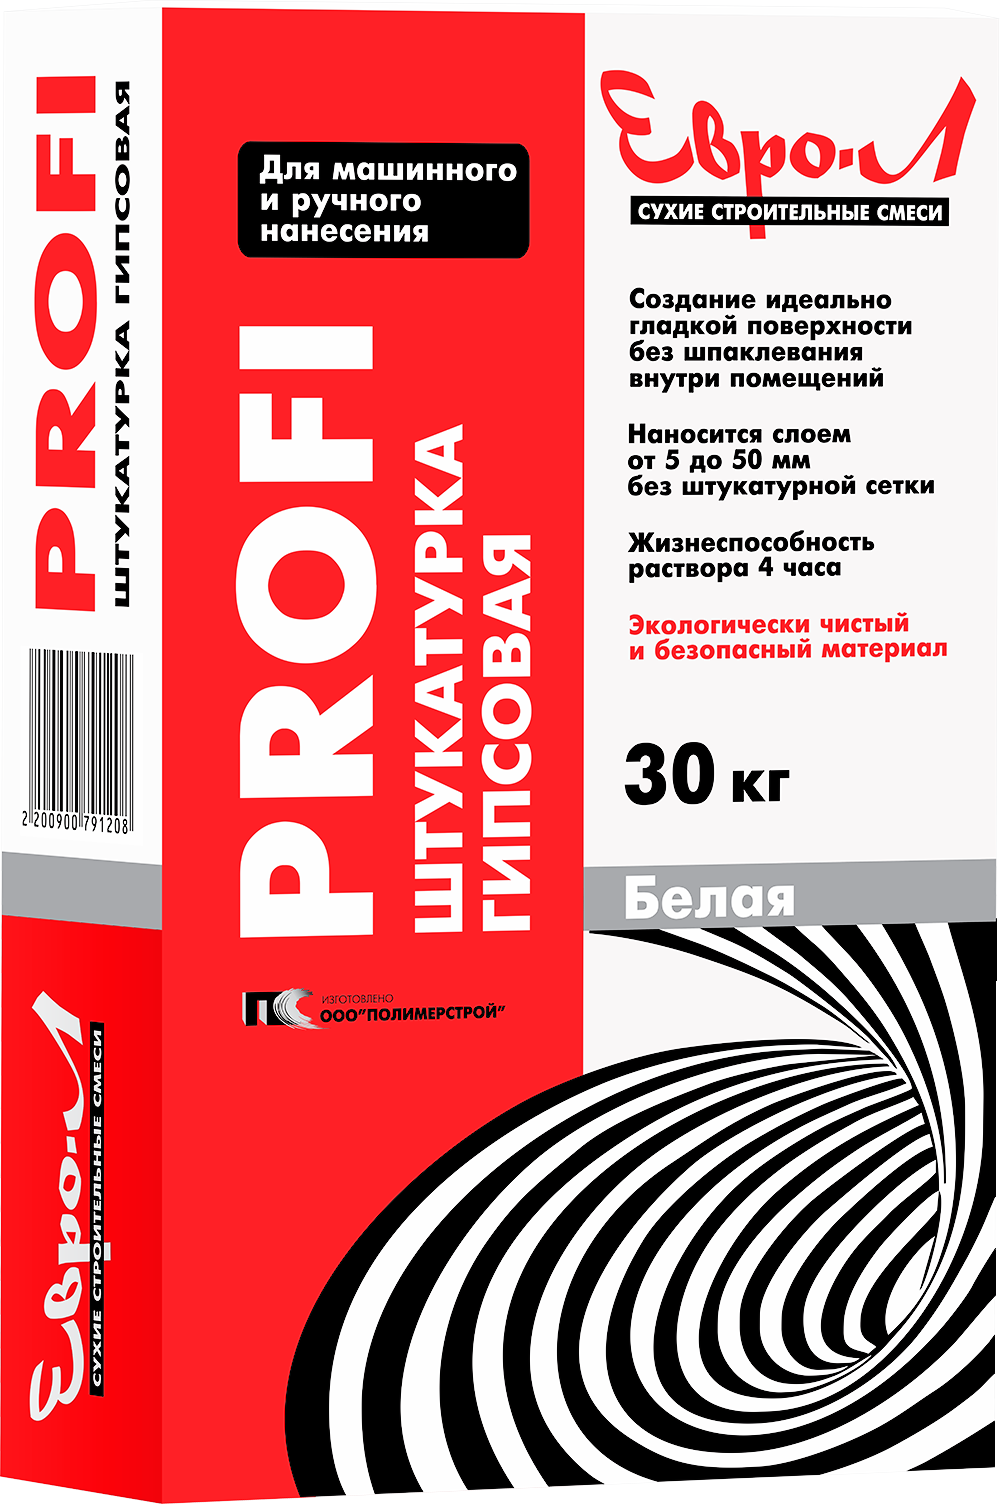 PROFI
ШТУКАТУРКА ГИПСОВАЯ
2 200900 791208
Евро-Л
СУХИЕ СТРОИТЕЛЬНЫЕ СМЕСИ
Для машинного
и ручного
нанесения
PROFI
ШТУКАТУРКА
ГИПСОВАЯ
ПС
ИЗГОТОВЛЕНО
ООО"ПОЛИМЕРСТРОЙ"
Евро-Л
СУХИЕ СТРОИТЕЛЬНЫЕ СМЕСИ
Создание идеально
гладкой поверхности
без шпаклевания
внутри помещений
Наносится слоем
от 5 до 50 мм
без штукатурной сетки
Жизнеспособность
раствора 4 часа
Экологически чистый
и безопасный материал
30 кг
Белая